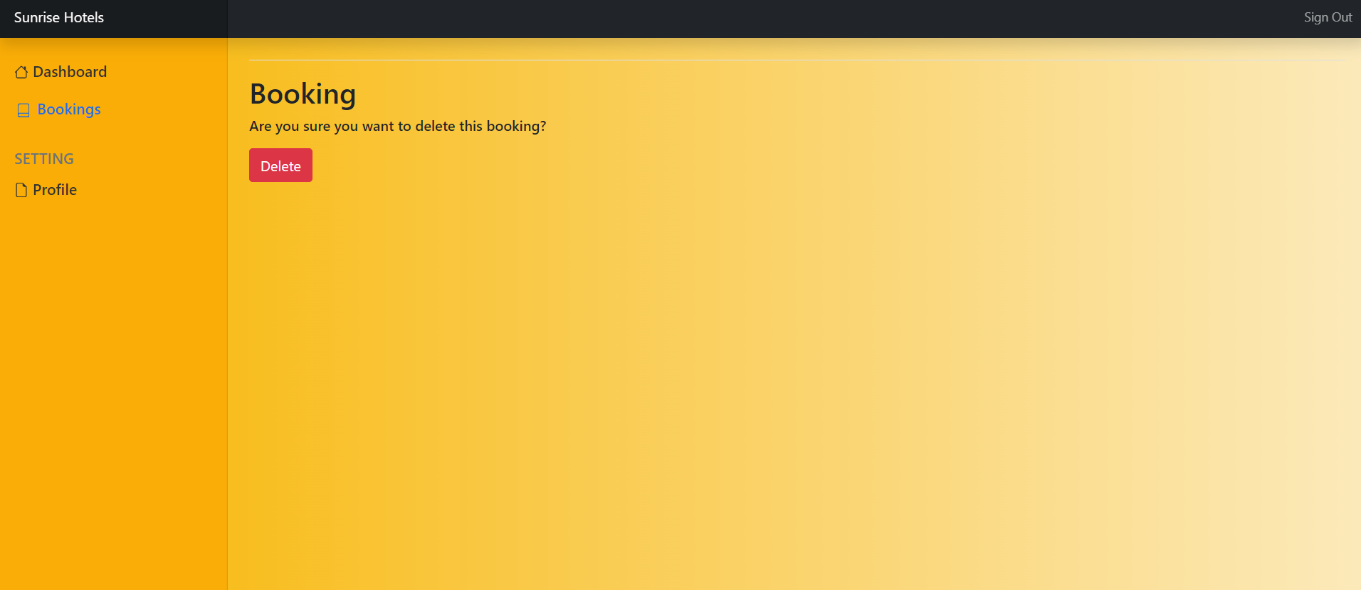 Sunrise Hotels
Sign Out
Dashboard
Bookings
SETTING
Profile
Booking
Are you sure you want to delete this booking?
Delete